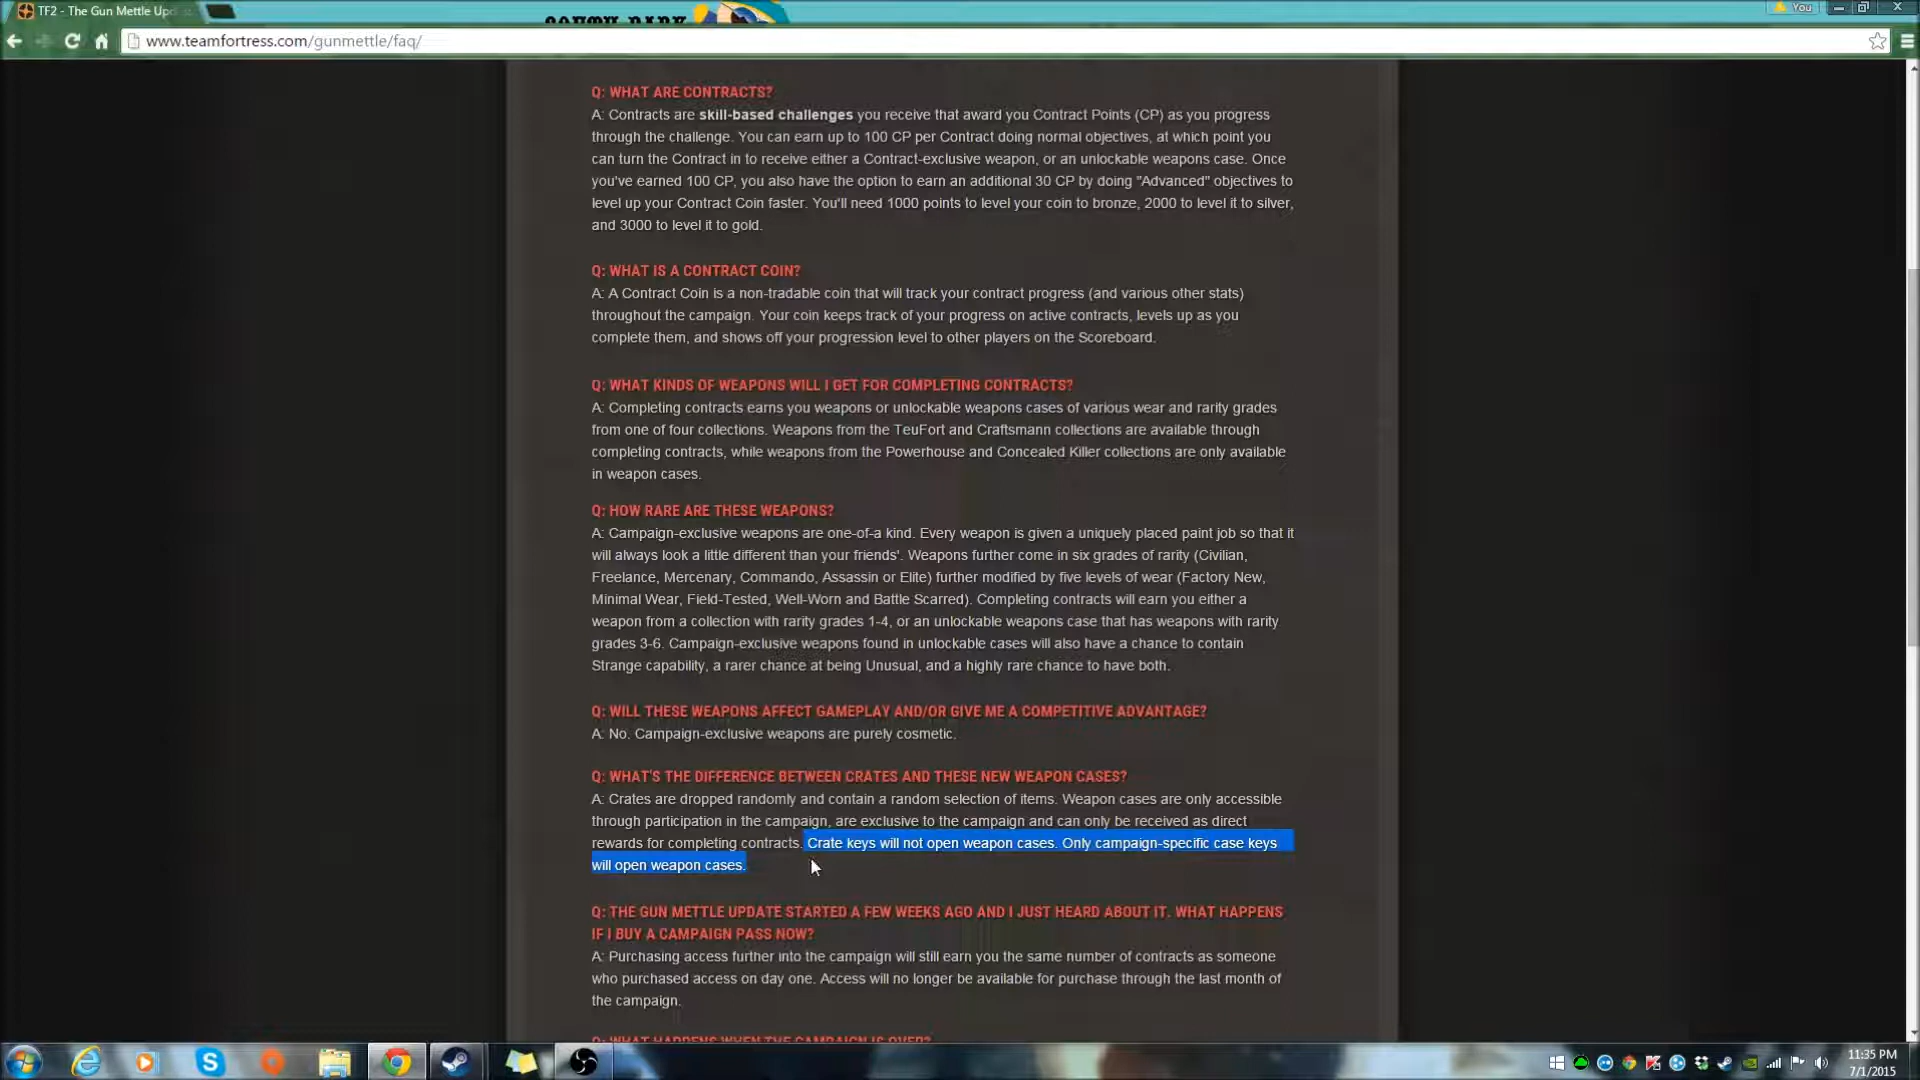 TF2 - The Gun Mettle Up
You
www.teamfortress.com/gunmettle/faq/
Q: WHAT ARE CONTRACTS?
A: Contracts are skill-based challenges you receive that award you Contract Points (CP) as you progress
through the challenge. You can earn up to 100 CP per Contract doing normal objectives, at which point you
can turn the Contract in to receive either a Contract-exclusive weapon, or an unlockable weapons case. Once
you've earned 100 CP, you also have the option to earn an additional 30 CP by doing "Advanced" objectives to
level up your Contract Coin faster. You'll need 1000 points to level your coin to bronze, 2000 to level it to silver,
and 3000 to level it to gold.
Q: WHAT IS A CONTRACT COIN?
A: A Contract Coin is a non-tradable coin that will track your contract progress (and various other stats)
throughout the campaign. Your coin keeps track of your progress on active contracts, levels up as you
complete them, and shows off your progression level to other players on the Scoreboard.
Q: WHAT KINDS OF WEAPONS WILL I GET FOR COMPLETING CONTRACTS?
A: Completing contracts earns you weapons or unlockable weapons cases of various wear and rarity grades
from one of four collections. Weapons from the TeuFort and Craftsmann collections are available through
completing contracts, while weapons from the Powerhouse and Concealed Killer collections are only available
in weapon cases.
Q: HOW RARE ARE THESE WEAPONS?
A: Campaign-exclusive weapons are one-of-a kind. Every weapon is given a uniquely placed paint job so that it
will always look a little different than your friends'. Weapons further come in six grades of rarity (Civilian,
Freelance, Mercenary, Commando, Assassin or Elite) further modified by five levels of wear (Factory New,
Minimal Wear, Field-Tested, Well-Worn and Battle Scarred). Completing contracts will earn you either a
weapon from a collection with rarity grades 1-4, or an unlockable weapons case that has weapons with rarity
grades 3-6. Campaign-exclusive weapons found in unlockable cases will also have a chance to contain
Strange capability, a rarer chance at being Unusual, and a highly rare chance to have both.
Q: WILL THESE WEAPONS AFFECT GAMEPLAY AND/OR GIVE ME A COMPETITIVE ADVANTAGE?
A: No. Campaign-exclusive weapons are purely cosmetic.
Q: WHAT'S THE DIFFERENCE BETWEEN CRATES AND THESE NEW WEAPON CASES?
A: Crates are dropped randomly and contain a random selection of items. Weapon cases are only accessible
through participation in the campaign, are exclusive to the campaign and can only be received as direct
rewards for completing contracts. Crate keys will not open weapon cases. Only campaign-specific case keys
will open weapon cases.
Q: THE GUN METTLE UPDATE STARTED A FEW WEEKS AGO AND I JUST HEARD ABOUT IT. WHAT HAPPENS
IF I BUY A CAMPAIGN PASS NOW?
A: Purchasing access further into the campaign will still earn you the same number of contracts as someone
who purchased access on day one. Access will no longer be available for purchase through the last month of
the campaign.
Q: WHAT HAPPENS WHEN THE CAMPAIGN IS OVER?
11:35 PM
7/1/2015